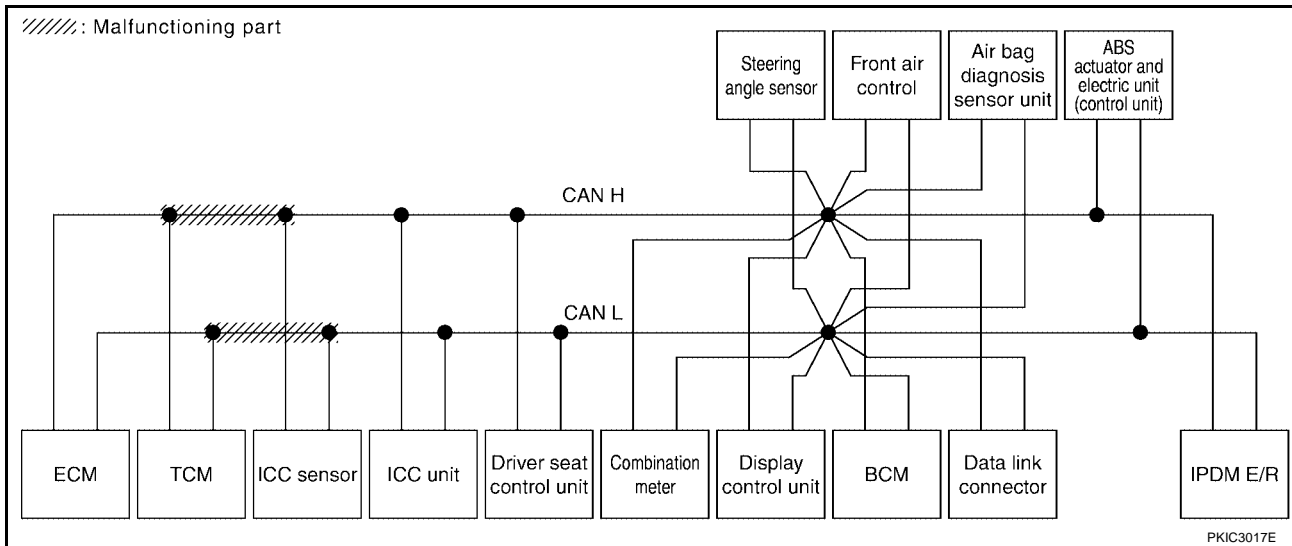 : Malfunctioning part
Steering
angle sensor
Front air
control
Air bag
diagnosis
sensor unit
ABS
actuator and
electric unit
(control unit)
CAN H
CAN L
ECM
TCM
ICC sensor
ICC unit
Driver seat
control unit
Combination
meter
Display
control unit
BCM
Data link
connector
IPDM E/R
PKIC3017E